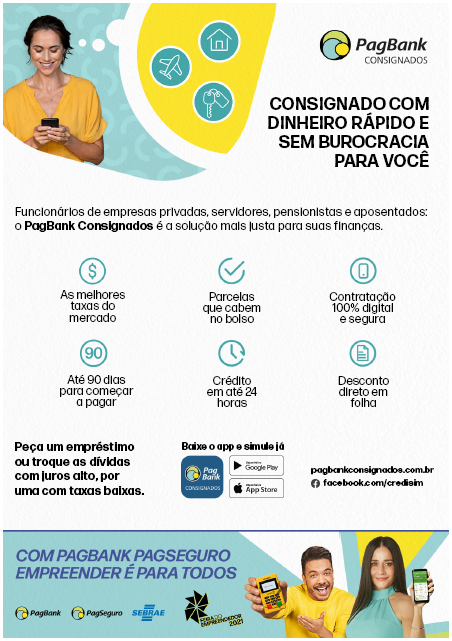 PagBank
CONSIGNADOS
CONSIGNADO COM
DINHEIRO RÁPIDO E
SEM BUROCRACIA
PARA VOCÊ
Funcionários de empresas privadas, servidores, pensionistas e aposentados:
o PagBank Consignados é a solução mais justa para suas finanças.
As melhores
taxas do
mercado
Parcelas
que cabem
no bolso
Contratação
100% digital
e segura
90
Até 90 dias
para começar
a pagar
Crédito
em até 24
horas
Desconto
direto em
folha
Peça um empréstimo
ou troque as dívidas
com juros alto, por
uma com taxas baixas.
Baixe o app e simule já
Pag
Bank
CONSIGNADOS
Google Play
App Store
pagbankconsignados.com.br
facebook.com/credisim
COM PAGBANK PAGSEGURO
EMPREENDER É PARA TODOS
PagBank
PagSeguro
SEBRAE
FEIRA DO
EMPREENDEDOR
2021